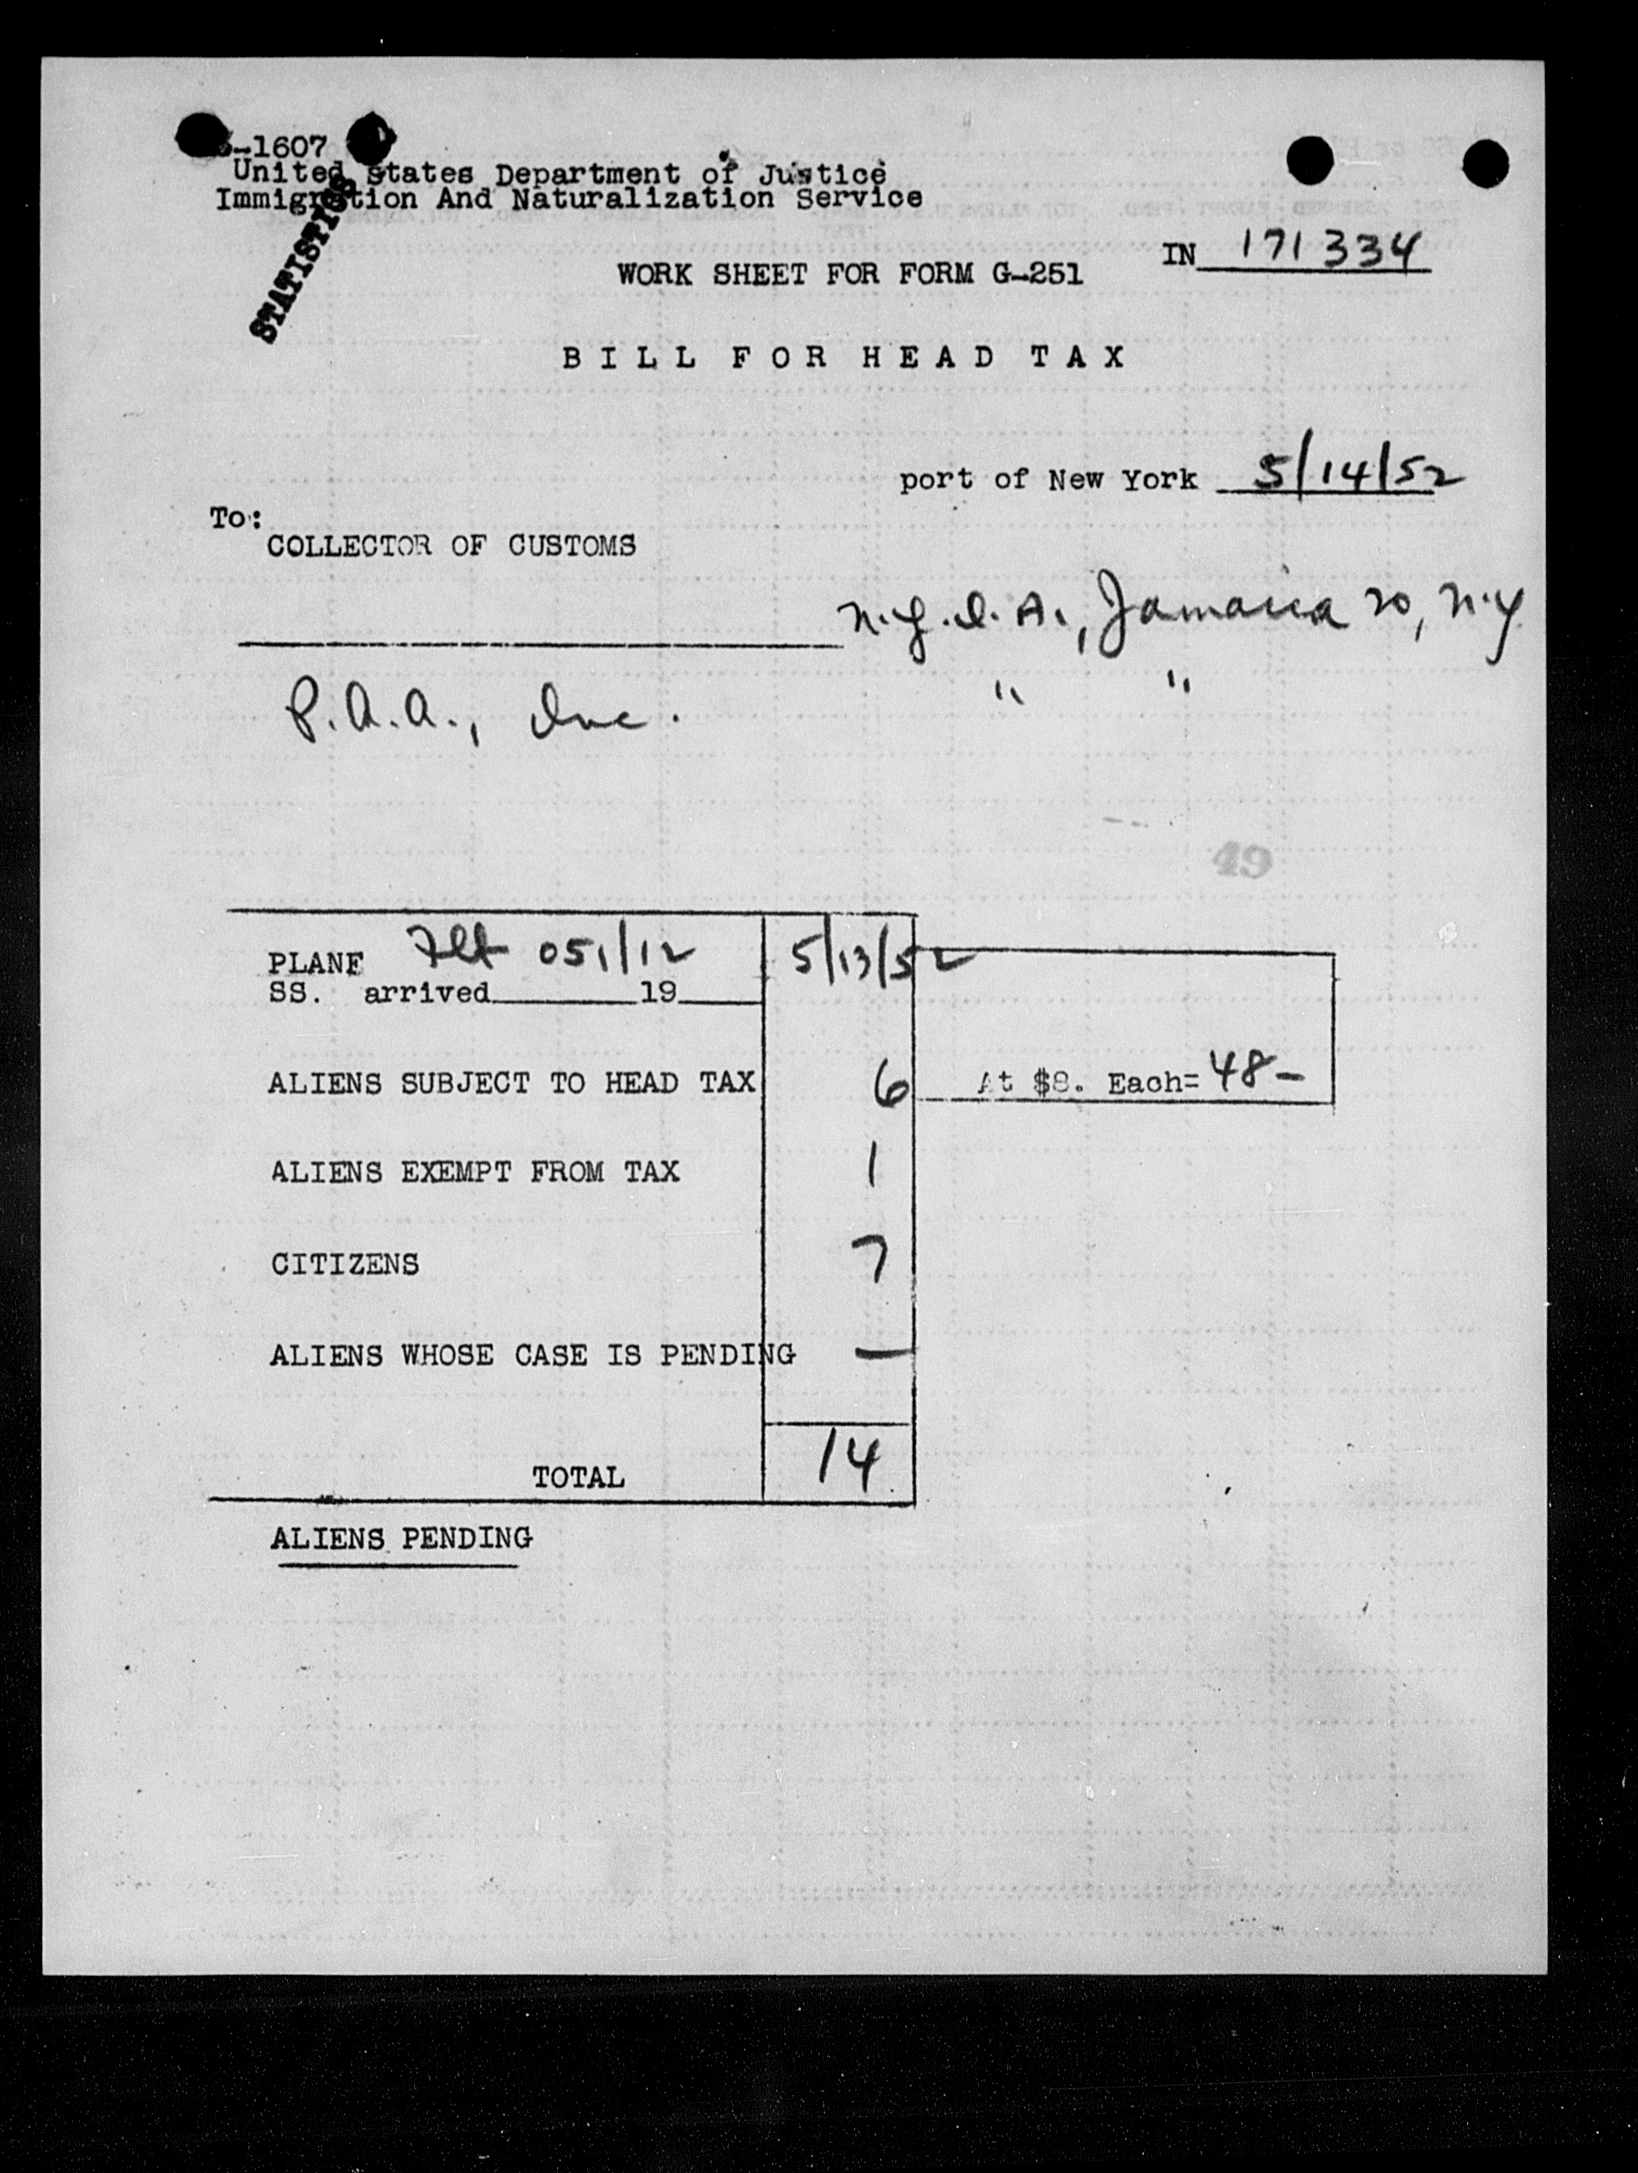 -1607
United States Department of Justice
Immigration And Naturalization Service
STATISTICS
IN 171334
WORK SHEET FOR FORM G-251
BILL FOR HEAD TAX
port of New York 5/14/52
To:
COLLECTOR OF CUSTOMS
N.Y.I.A., Jamaica 20, N.Y.
P.A.A., Inc. " "
49
PLANE Flt 051/12 5/13/52
SS. arrived 19
ALIENS SUBJECT TO HEAD TAX 6 At $8. Each= 48-
ALIENS EXEMPT FROM TAX 1
CITIZENS 7
ALIENS WHOSE CASE IS PENDING —
TOTAL 14
ALIENS PENDING